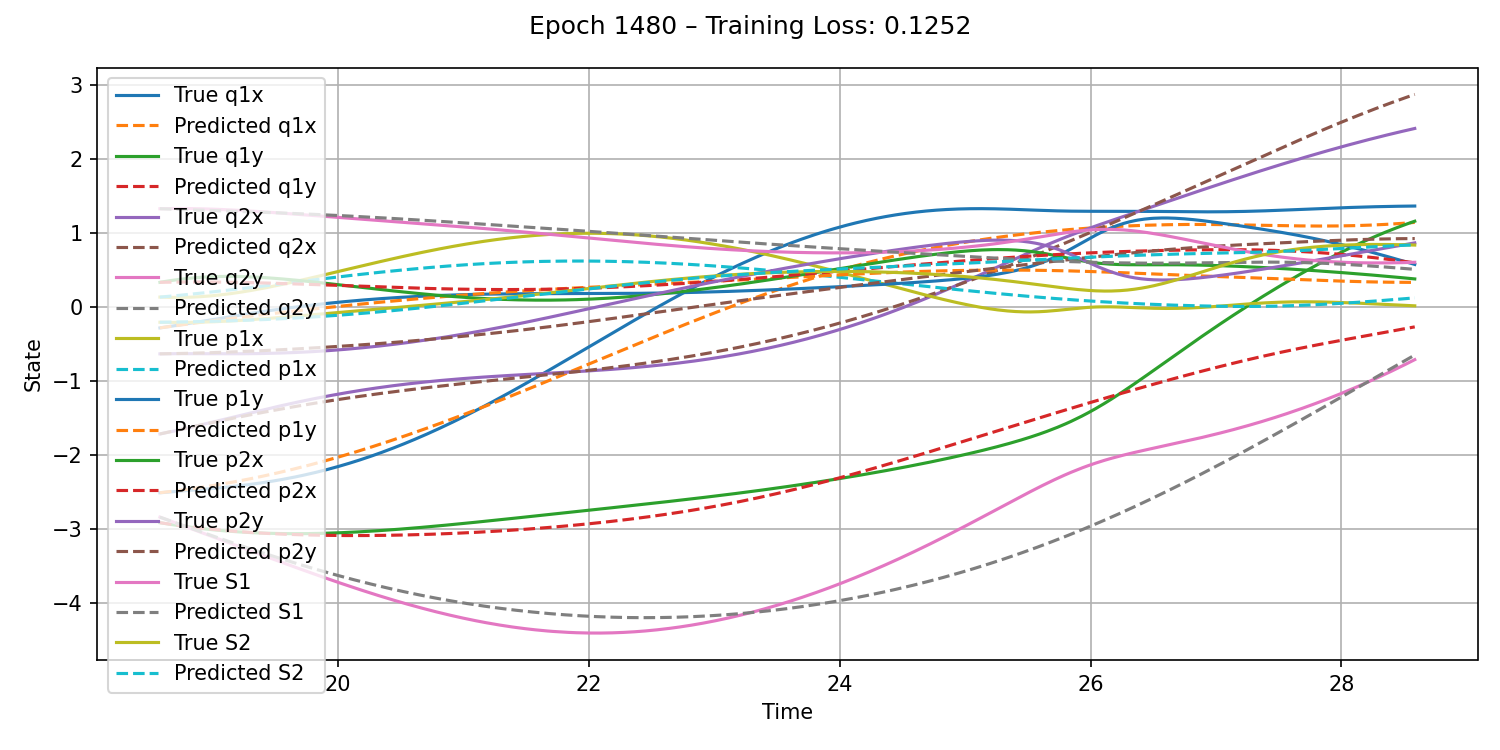 Epoch 1480 – Training Loss: 0.1252
3
2
1
0
−1
−2
−3
−4
State
True q1x
Predicted q1x
True q1y
Predicted q1y
True q2x
Predicted q2x
True q2y
Predicted q2y
True p1x
Predicted p1x
True p1y
Predicted p1y
True p2x
Predicted p2x
True p2y
Predicted p2y
True S1
Predicted S1
True S2
Predicted S2
20 22 24 26 28
Time